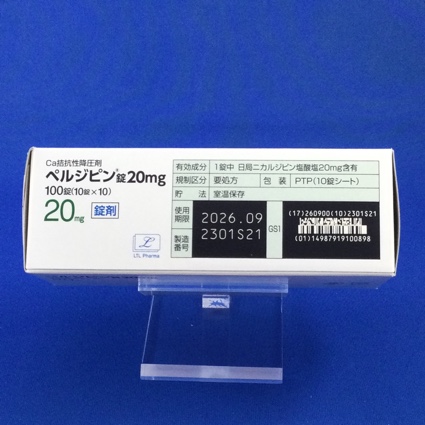 Ca拮抗性降圧剤
ペルジピン錠20mg
100錠(10錠×10)
20mg 錠剤
LTL Pharma
有効成分 1錠中 日局ニカルジピン塩酸塩20mg含有
規制区分 要処方 包装 PTP(10錠シート)
貯法 室温保存
使用期限 2026.09
製造番号 2301S21
GS1
(17)260900(10)2301S21
(01)14987919100898